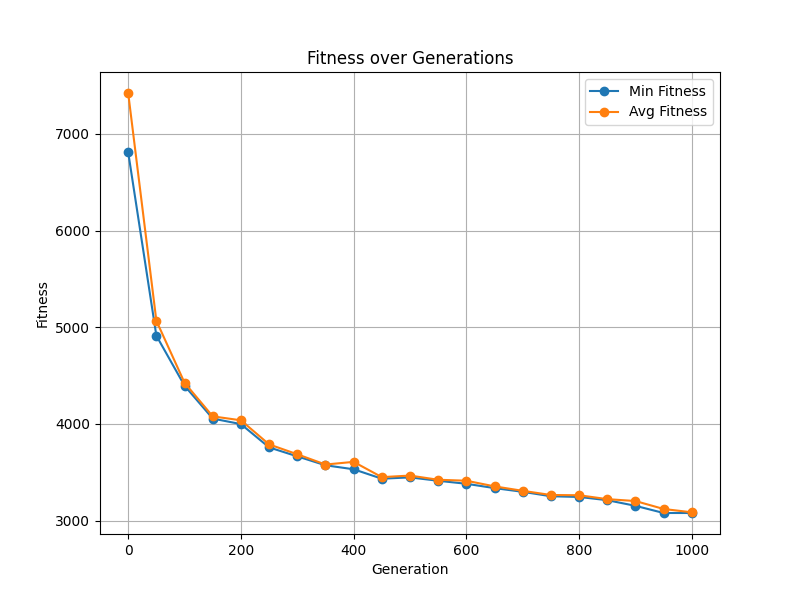 Fitness over Generations
Min Fitness
Avg Fitness
7000
6000
5000
4000
3000
Fitness
0 200 400 600 800 1000
Generation